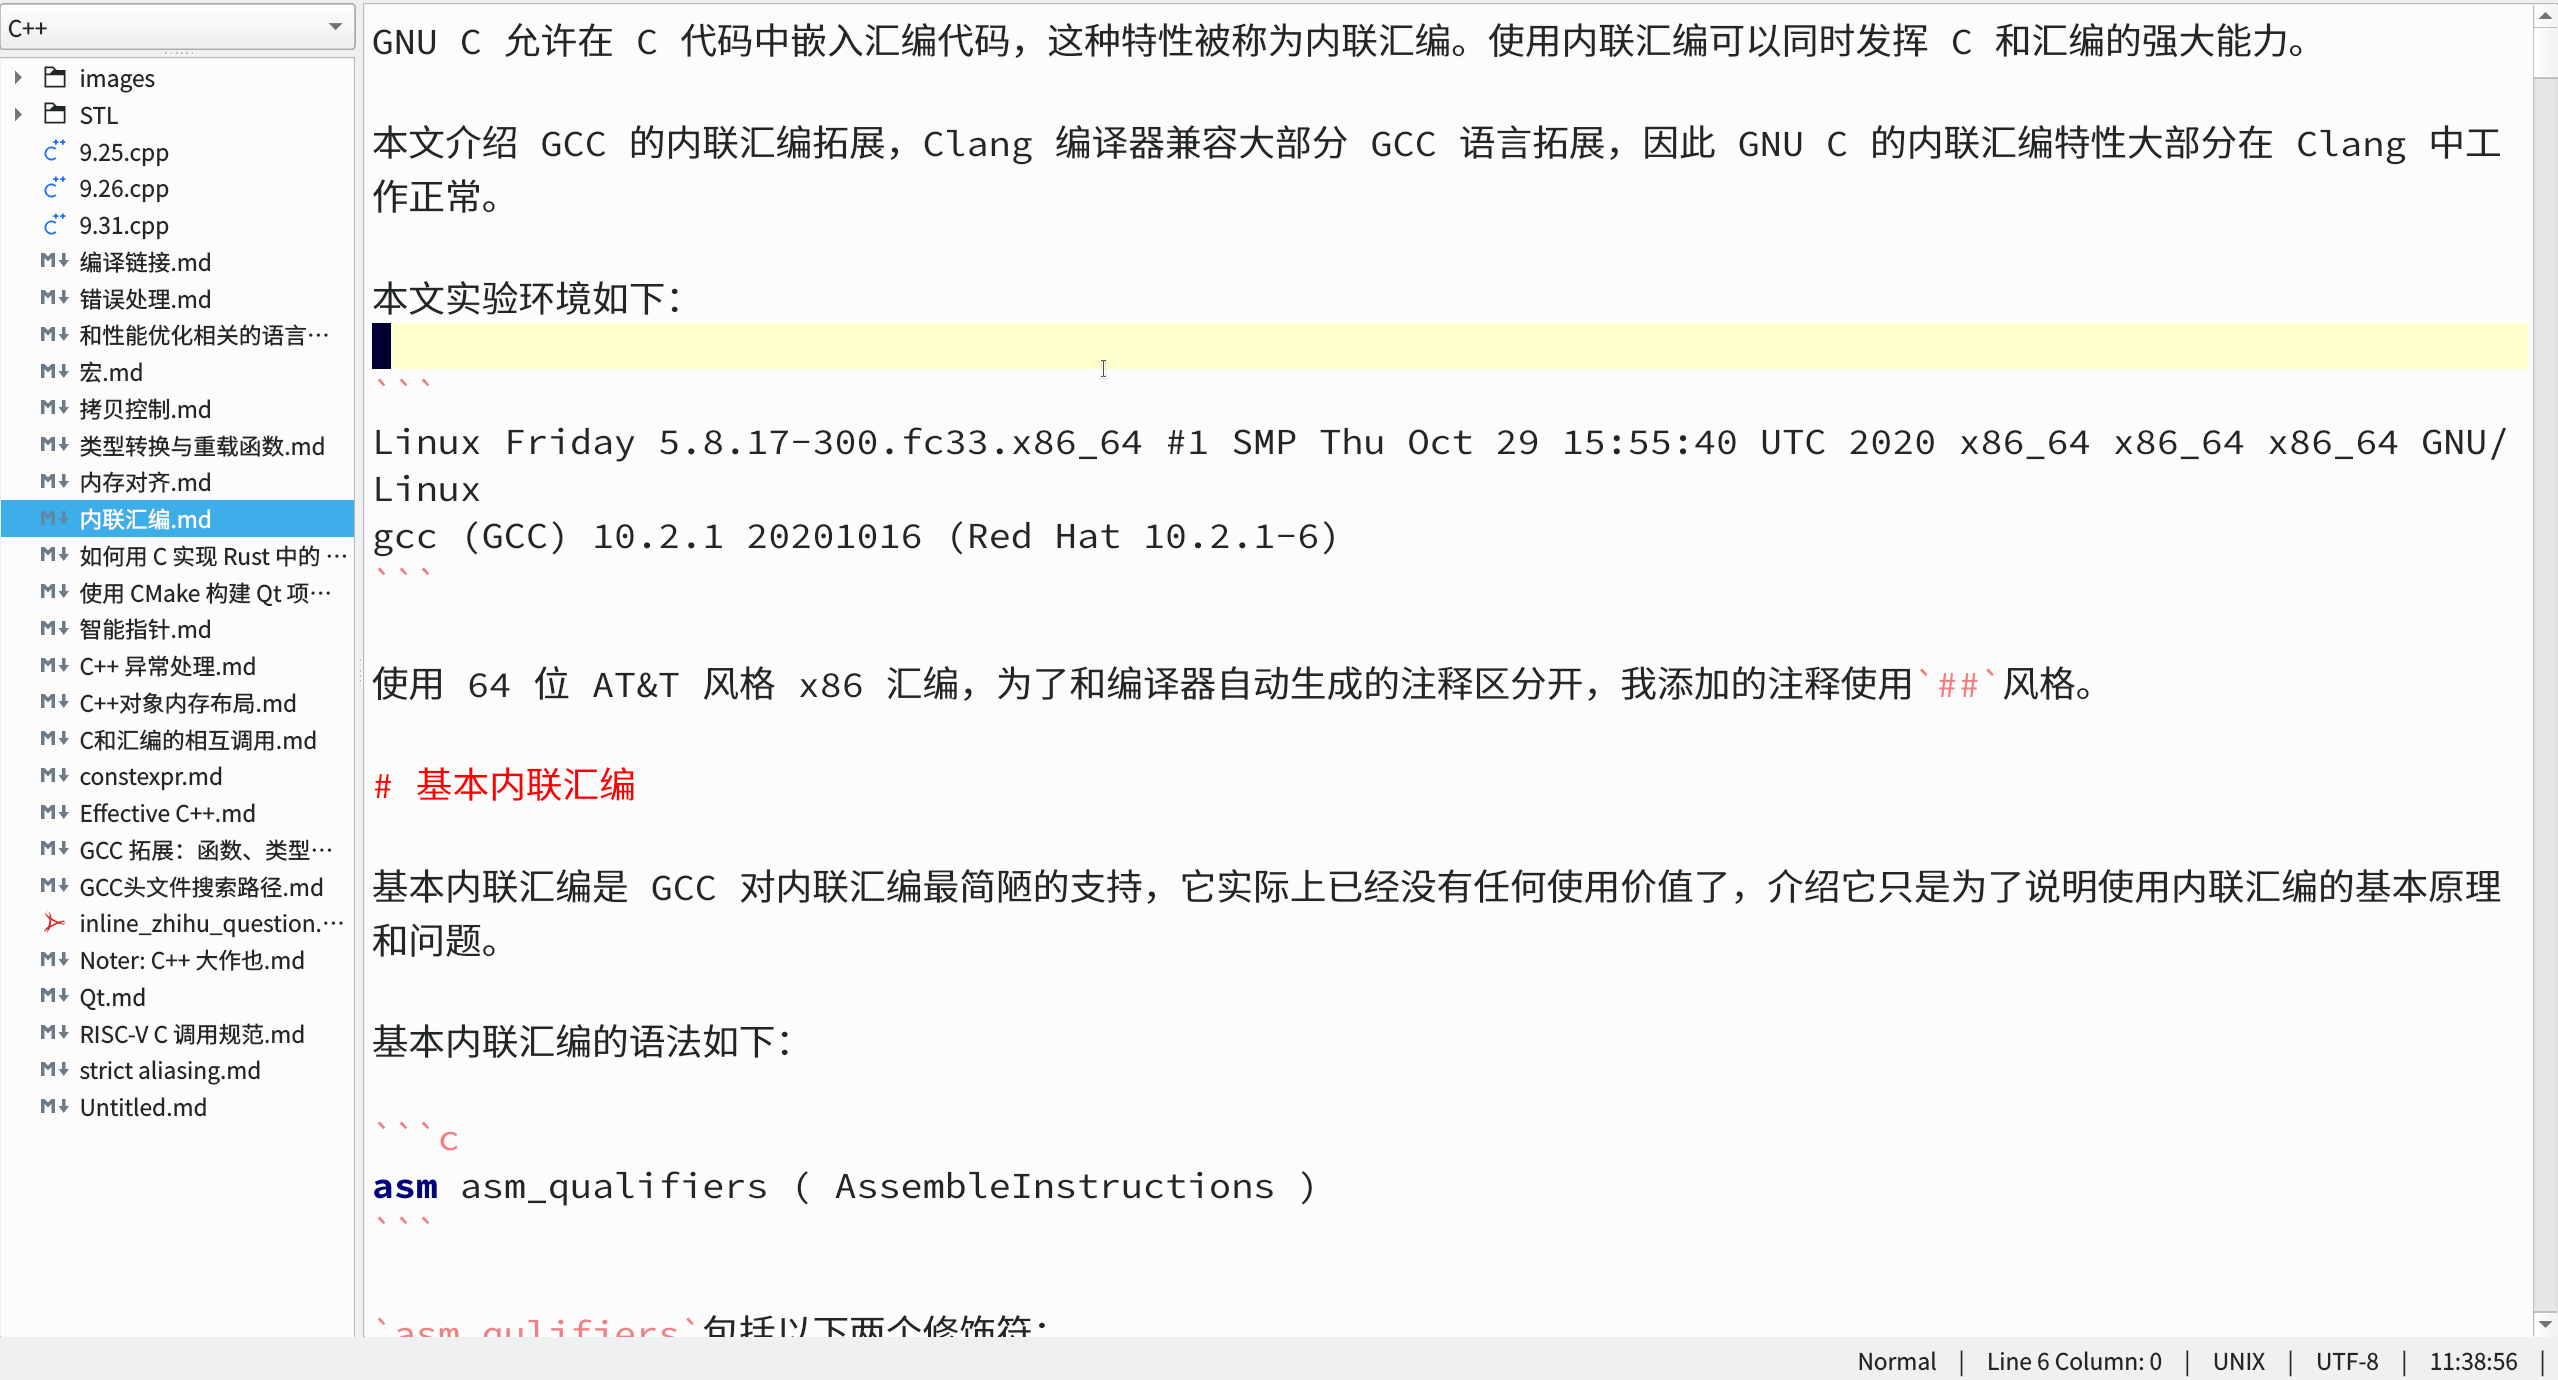 C++
images
STL
9.25.cpp
9.26.cpp
9.31.cpp
编译链接.md
错误处理.md
和性能优化相关的语言…
宏.md
拷贝控制.md
类型转换与重载函数.md
内存对齐.md
内联汇编.md
如何用 C 实现 Rust 中的 …
使用 CMake 构建 Qt 项…
智能指针.md
C++ 异常处理.md
C++对象内存布局.md
C和汇编的相互调用.md
constexpr.md
Effective C++.md
GCC 拓展：函数、类型…
GCC头文件搜索路径.md
inline_zhihu_question.…
Noter: C++ 大作也.md
Qt.md
RISC-V C 调用规范.md
strict aliasing.md
Untitled.md
GNU C 允许在 C 代码中嵌入汇编代码，这种特性被称为内联汇编。使用内联汇编可以同时发挥 C 和汇编的强大能力。
本文介绍 GCC 的内联汇编拓展，Clang 编译器兼容大部分 GCC 语言拓展，因此 GNU C 的内联汇编特性大部分在 Clang 中工
作正常。
本文实验环境如下：
```
Linux Friday 5.8.17-300.fc33.x86_64 #1 SMP Thu Oct 29 15:55:40 UTC 2020 x86_64 x86_64 x86_64 GNU/
Linux
gcc (GCC) 10.2.1 20201016 (Red Hat 10.2.1-6)
```
使用 64 位 AT&T 风格 x86 汇编，为了和编译器自动生成的注释区分开，我添加的注释使用`##`风格。
# 基本内联汇编
基本内联汇编是 GCC 对内联汇编最简陋的支持，它实际上已经没有任何使用价值了，介绍它只是为了说明使用内联汇编的基本原理
和问题。
基本内联汇编的语法如下：
```c
asm asm_qualifiers ( AssembleInstructions )
```
`asm_qulifiers`包括以下两个修饰符：
Normal | Line 6 Column: 0 | UNIX | UTF-8 | 11:38:56 |